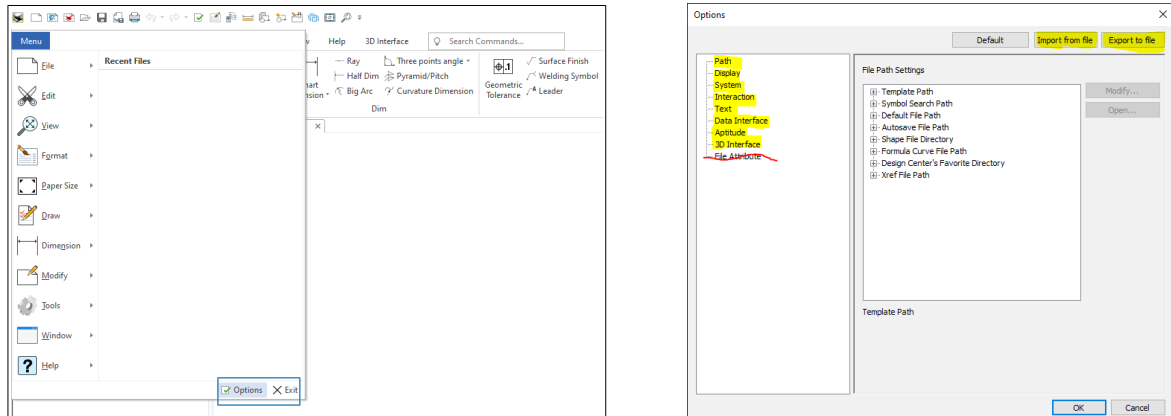 Menu
Help 3D Interface Search Commands...
File
Edit
View
Format
Paper Size
Draw
Dimension
Modify
Tools
Window
Help
Recent Files
Options Exit
Ray Three points angle Surface Finish
Half Dim Pyramid/Pitch Welding Symbol
Big Arc Curvature Dimension Geometric Tolerance Leader
Dim
Options
Default Import from file Export to file
Path
Display
System
Interaction
Text
Data Interface
Aptitude
3D Interface
File Attribute
File Path Settings
Template Path
Symbol Search Path
Default File Path
Autosave File Path
Shape File Directory
Formula Curve File Path
Design Center's Favorite Directory
Xref File Path
Modify...
Open...
Template Path
OK Cancel